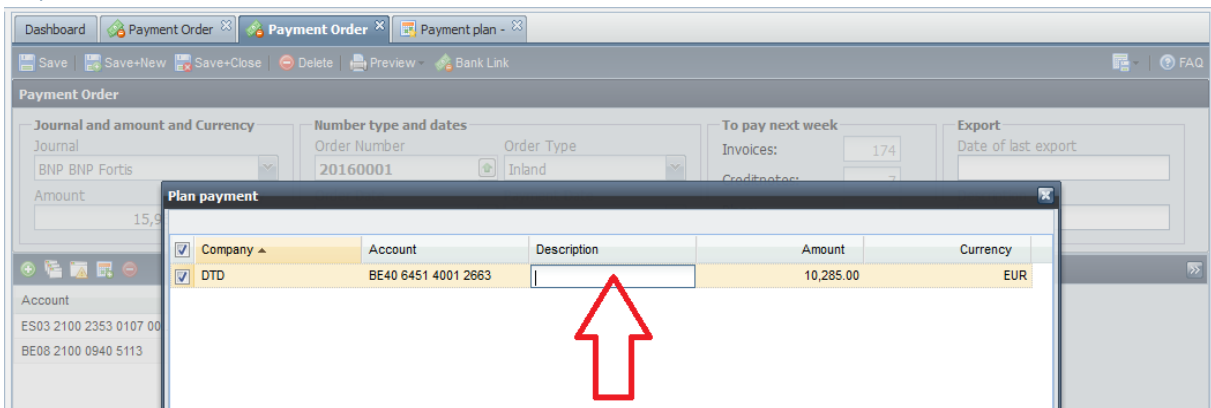 Dashboard Payment Order Payment Order Payment plan -
Save Save+New Save+Close Delete Preview Bank Link FAQ
Payment Order
Journal and amount and Currency Number type and dates To pay next week Export
Journal Order Number Order Type Invoices: 174 Date of last export
BNP BNP Fortis 20160001 Inland
Creditnotes: 7
Amount
15,9
Plan payment
Company Account Description Amount Currency
DTD BE40 6451 4001 2663 10,285.00 EUR
Account
ES03 2100 2353 0107 00
BE08 2100 0940 5113